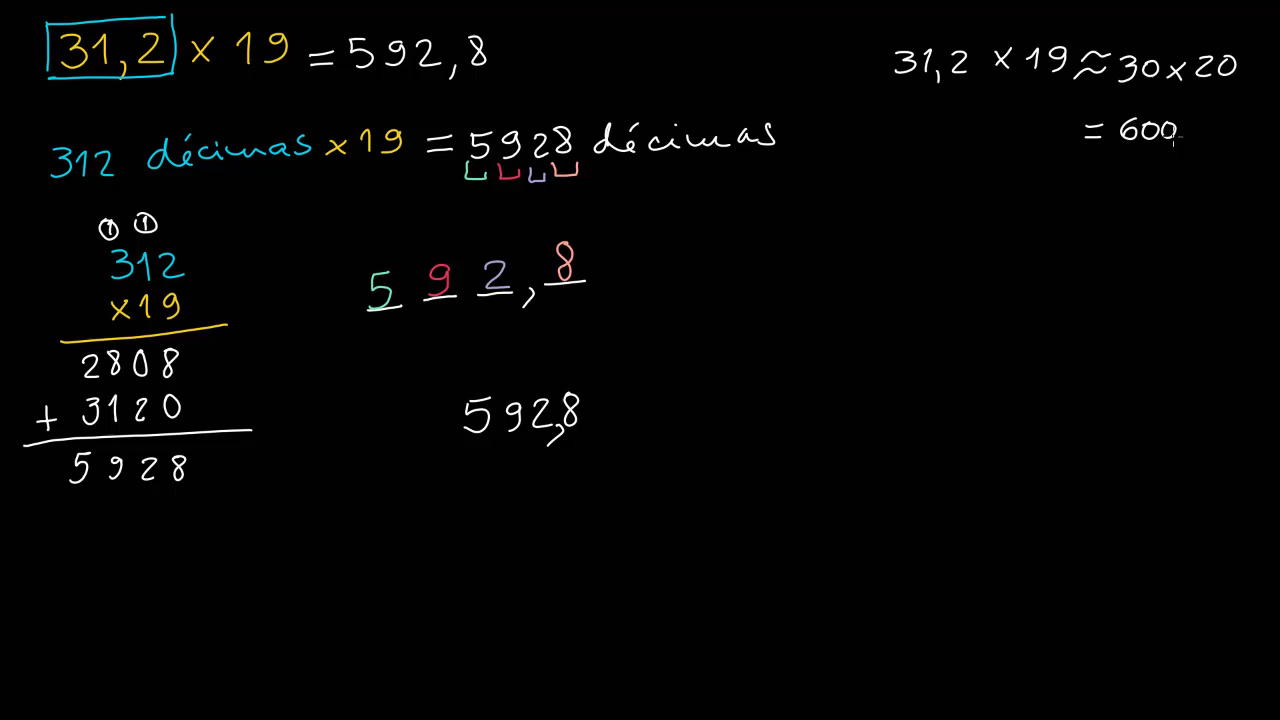 31,2 × 19 = 592,8
312 décimas × 19 = 5928 décimas
1 1
312
×19
2808
+ 3120
5928
5 9 2 , 8
592,8
31,2 × 19 ≈ 30 × 20
= 600